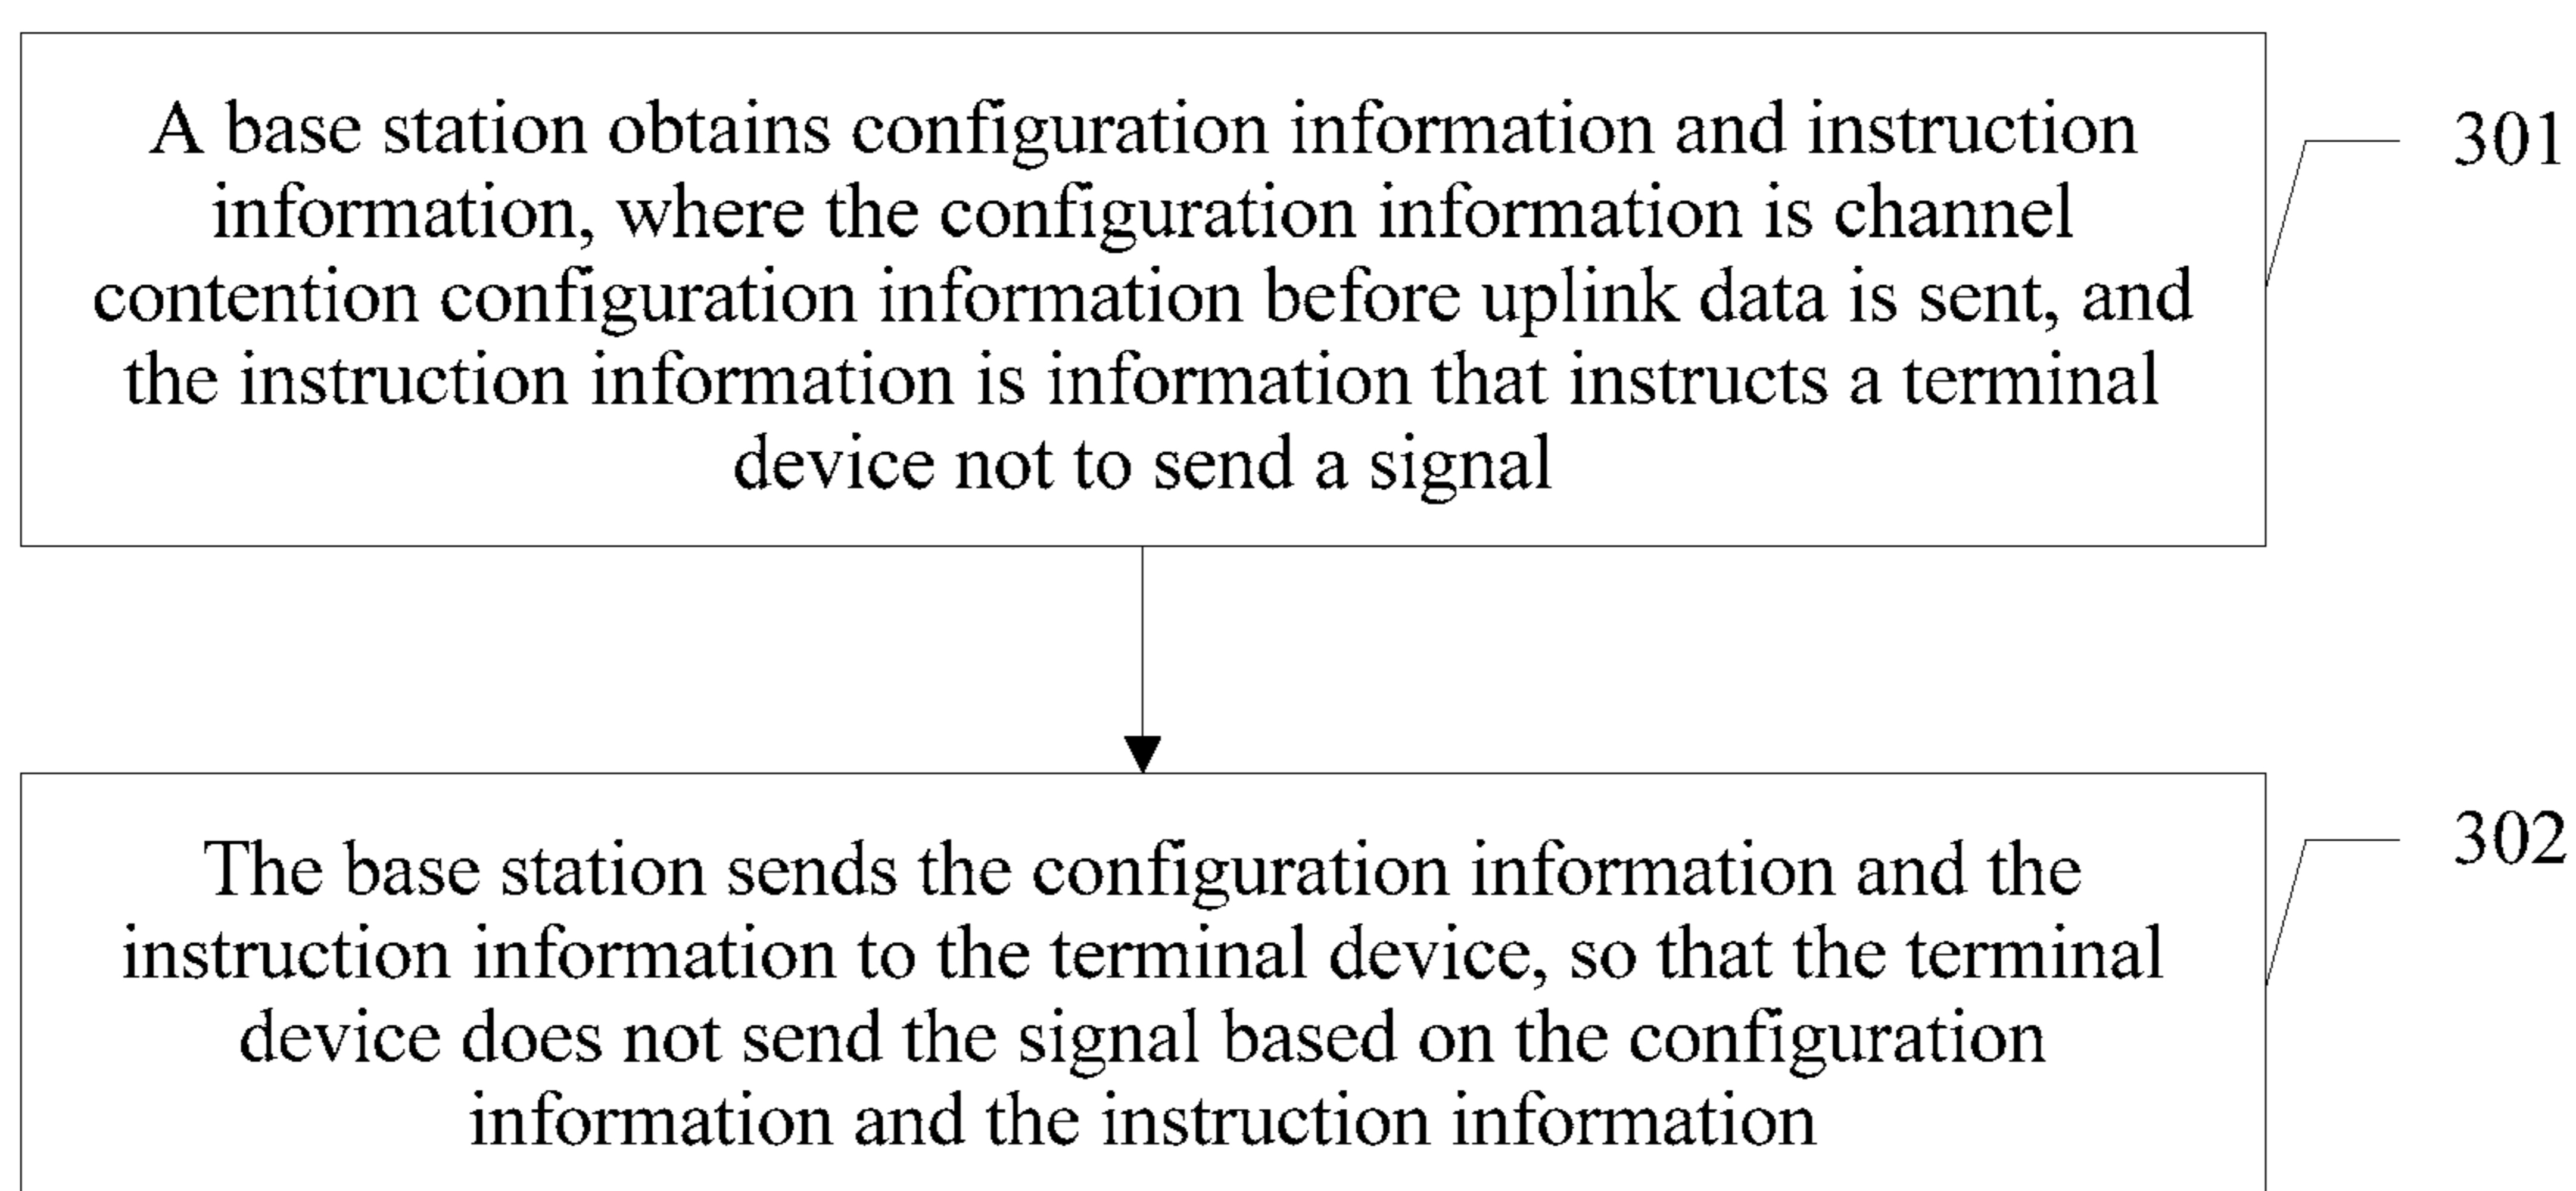 A base station obtains configuration information and instruction
information, where the configuration information is channel
contention configuration information before uplink data is sent, and
the instruction information is information that instructs a terminal
device not to send a signal
301
The base station sends the configuration information and the
instruction information to the terminal device, so that the terminal
device does not send the signal based on the configuration
information and the instruction information
302